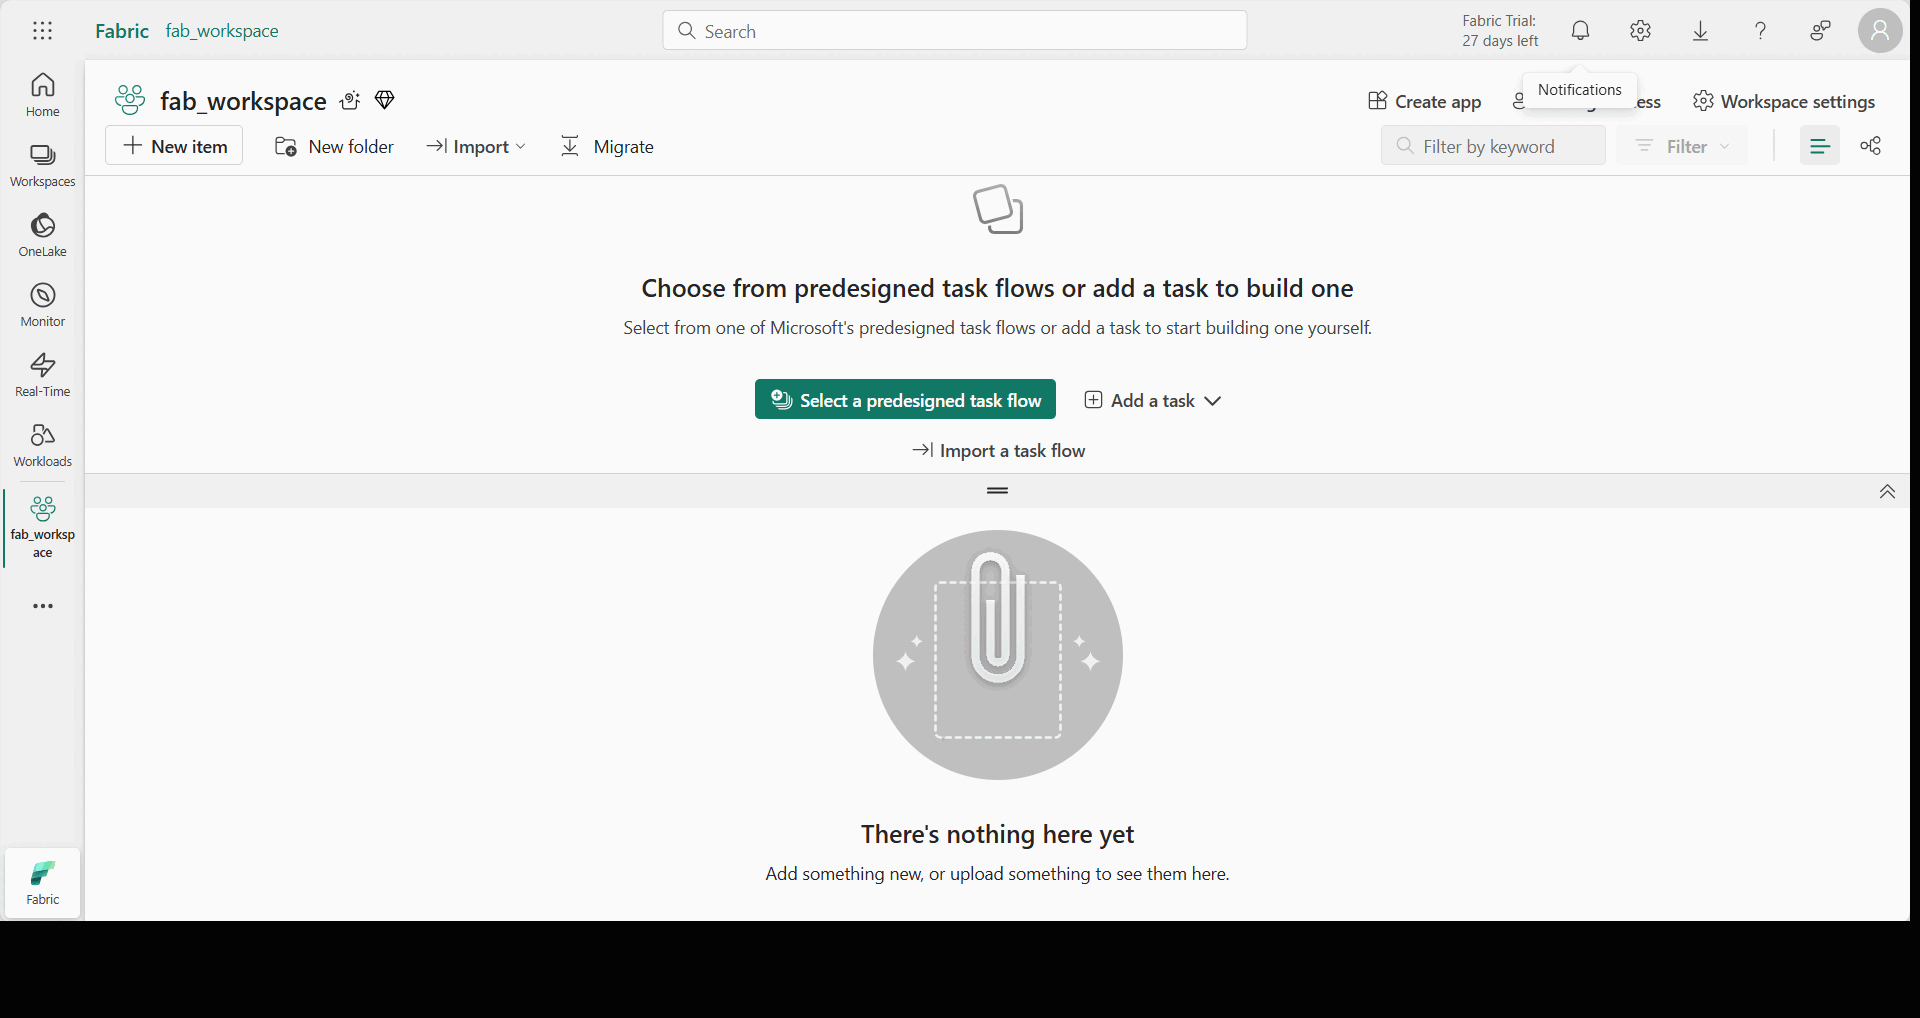 Fabric fab_workspace
Search
Fabric Trial:
27 days left
?
Home
Workspaces
OneLake
Monitor
Real-Time
Workloads
fab_worksp
ace
Fabric
fab_workspace
Create app
Notifications
Workspace settings
New item
New folder
Import
Migrate
Filter by keyword
Filter
Choose from predesigned task flows or add a task to build one
Select from one of Microsoft's predesigned task flows or add a task to start building one yourself.
Select a predesigned task flow
Add a task
Import a task flow
There's nothing here yet
Add something new, or upload something to see them here.